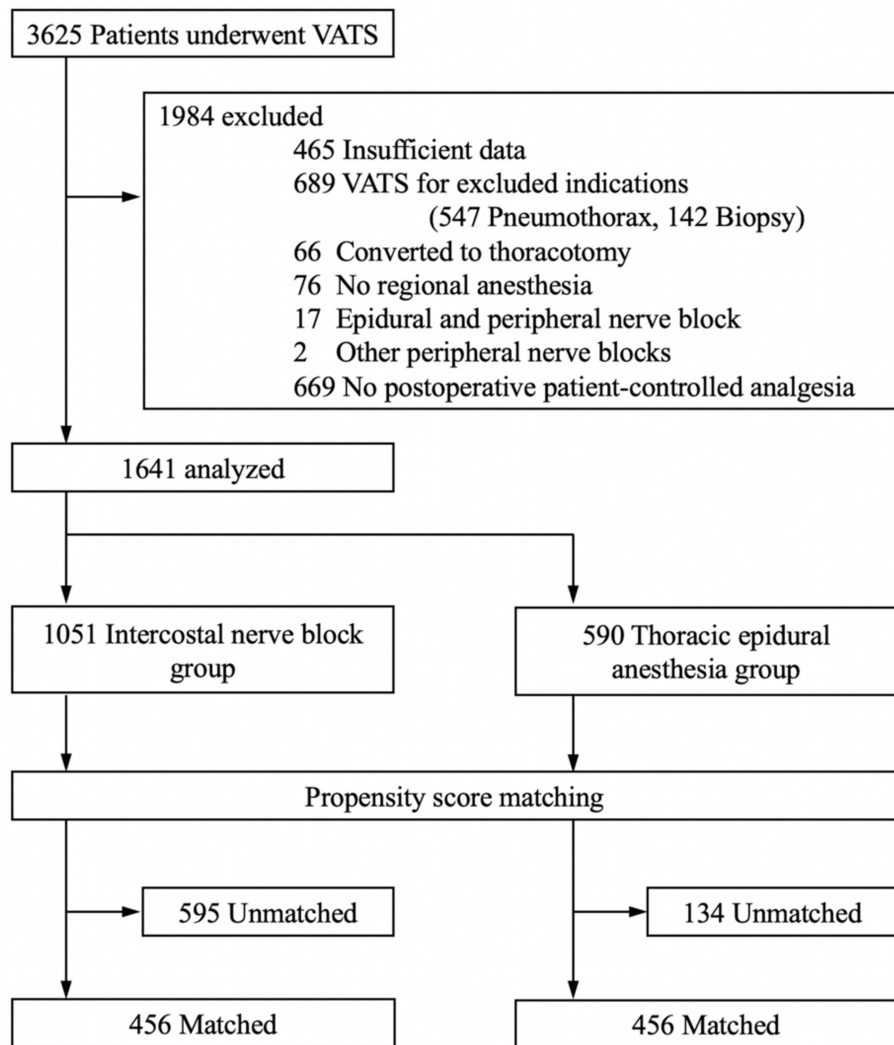 3625 Patients underwent VATS
1984 excluded
465 Insufficient data
689 VATS for excluded indications
(547 Pneumothorax, 142 Biopsy)
66 Converted to thoracotomy
76 No regional anesthesia
17 Epidural and peripheral nerve block
2 Other peripheral nerve blocks
669 No postoperative patient-controlled analgesia
1641 analyzed
1051 Intercostal nerve block
group
590 Thoracic epidural
anesthesia group
Propensity score matching
595 Unmatched
134 Unmatched
456 Matched
456 Matched